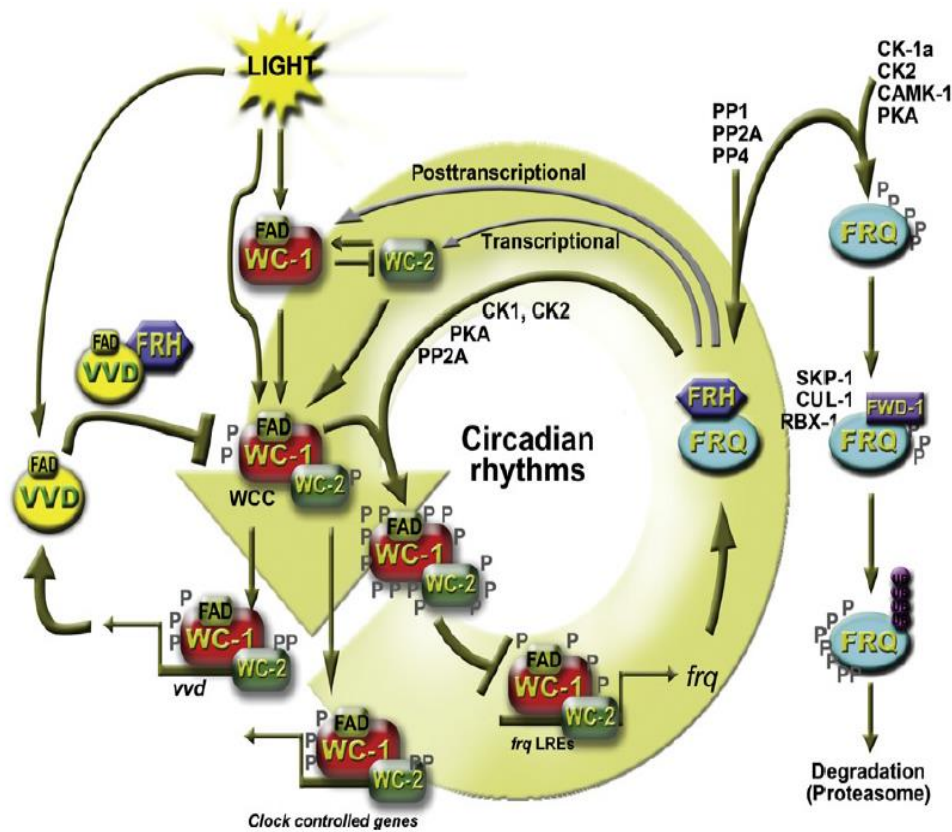 LIGHT
CK-1a
CK2
CAMK-1
PKA
PP1
PP2A
PP4
Posttranscriptional
Transcriptional
FAD
WC-1
WC-2
P
P
P
P
P
FRQ
CK1, CK2
PKA
PP2A
FAD
VVD
FRH
FRH
FRQ
SKP-1
CUL-1
RBX-1
FWD-1
FRQ
P
P
P
Circadian
rhythms
P
P
FAD
WC-1
WC-2
P
WCC
FAD
VVD
P P P P
P
P
P
P
FAD
WC-1
WC-2
P P P
P
P
P
P
P
FAD
WC-1
WC-2
P
P
P
PP
vvd
P P
FAD
WC-1
WC-2
P
P
frq
frq LREs
P
P
P
P
PP
FRQ
P
P
P
FAD
WC-1
WC-2
PP
Clock controlled genes
Degradation
(Proteasome)